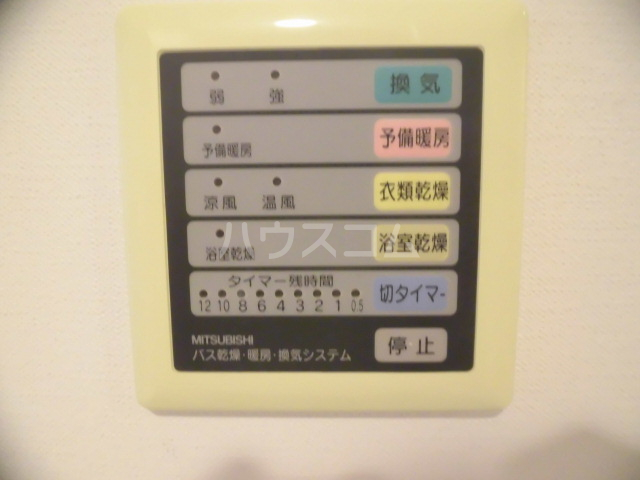 弱 強 換気
予備暖房 予備暖房
涼風 温風 衣類乾燥
浴室乾燥 浴室乾燥
タイマー残時間
12 10 8 6 4 3 2 1 0.5 切タイマー
MITSUBISHI
バス乾燥・暖房・換気システム 停止
ハウスコム